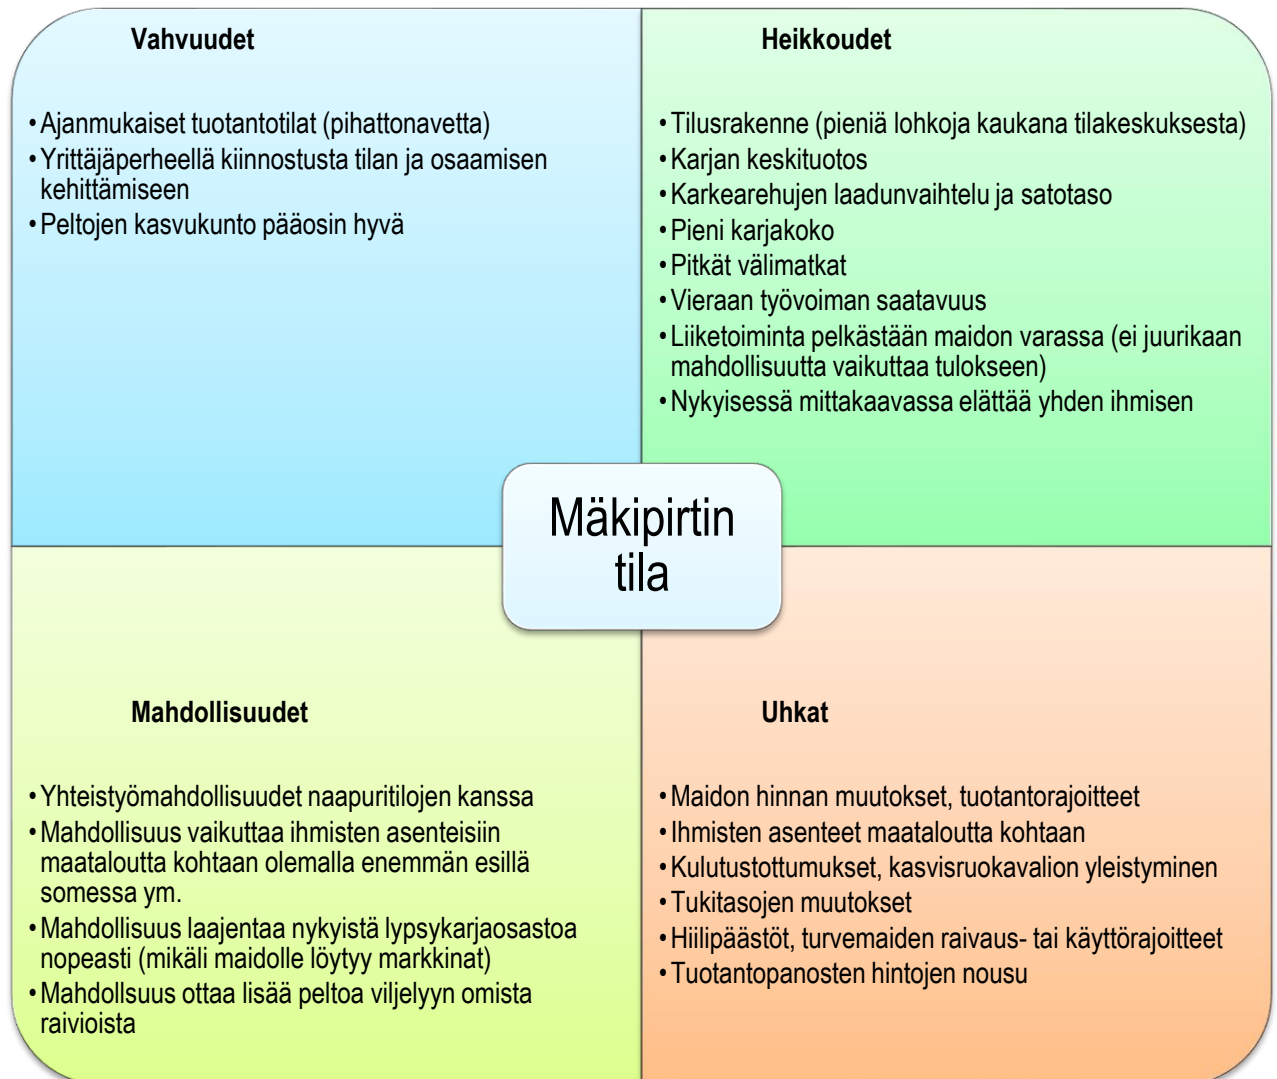 Vahvuudet
• Ajanmukaiset tuotantotilat (pihattonavetta)
• Yrittäjäperheellä kiinnostusta tilan ja osaamisen
kehittämiseen
• Peltojen kasvukunto pääosin hyvä
Heikkoudet
• Tilusrakenne (pieniä lohkoja kaukana tilakeskuksesta)
• Karjan keskituotos
• Karkearehujen laadunvaihtelu ja satotaso
• Pieni karjakoko
• Pitkät välimatkat
• Vieraan työvoiman saatavuus
• Liiketoiminta pelkästään maidon varassa (ei juurikaan
mahdollisuutta vaikuttaa tulokseen)
• Nykyisessä mittakaavassa elättää yhden ihmisen
Mäkipirtin
tila
Mahdollisuudet
• Yhteistyömahdollisuudet naapuritilojen kanssa
• Mahdollisuus vaikuttaa ihmisten asenteisiin
maataloutta kohtaan olemalla enemmän esillä
somessa ym.
• Mahdollisuus laajentaa nykyistä lypsykarjaosastoa
nopeasti (mikäli maidolle löytyy markkinat)
• Mahdollsuus ottaa lisää peltoa viljelyyn omista
raivioista
Uhkat
• Maidon hinnan muutokset, tuotantorajoitteet
• Ihmisten asenteet maataloutta kohtaan
• Kulutustottumukset, kasvisruokavalion yleistyminen
• Tukitasojen muutokset
• Hiilipäästöt, turvemaiden raivaus- tai käyttörajoitteet
• Tuotantopanosten hintojen nousu